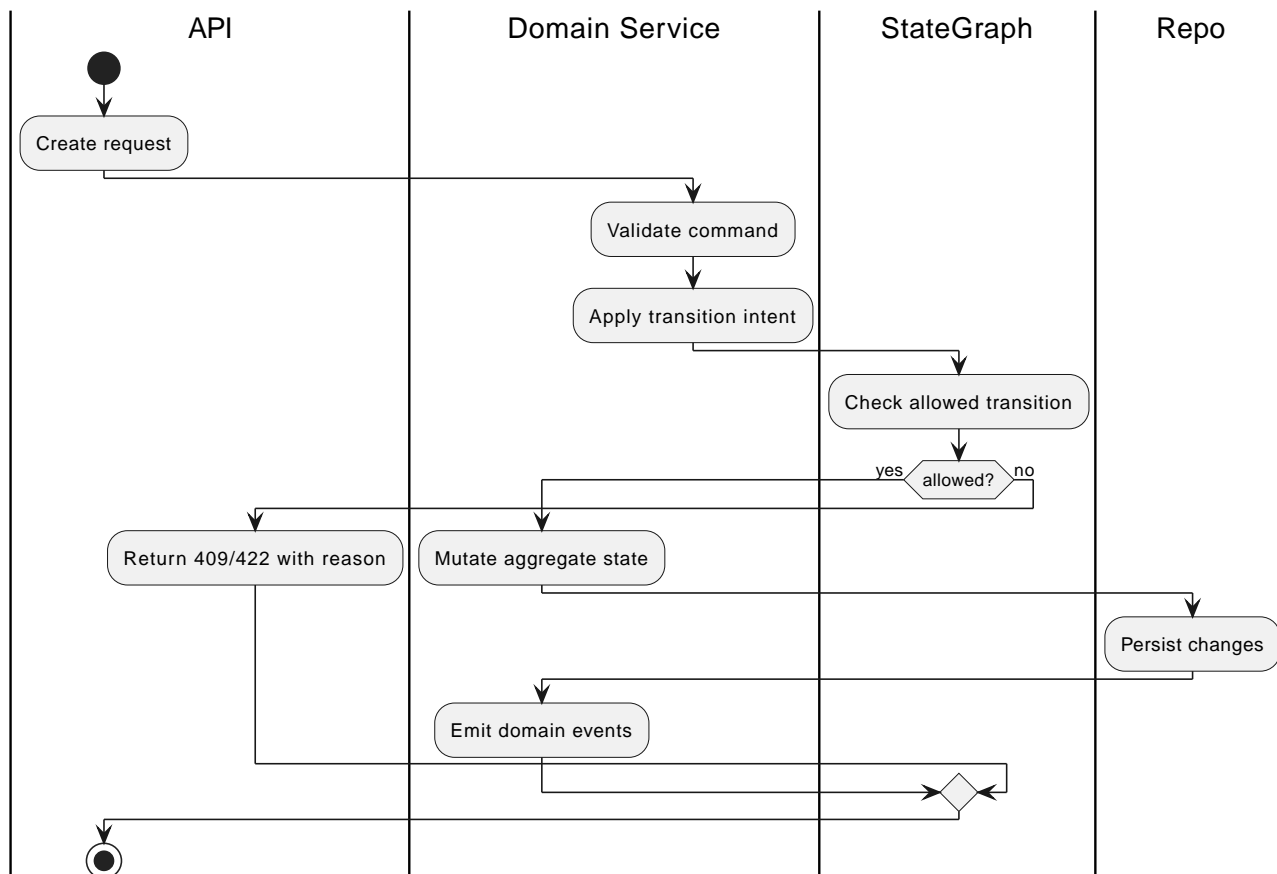 API
Domain Service
StateGraph
Repo
Create request
Validate command
Apply transition intent
Check allowed transition
yes
allowed?
no
Return 409/422 with reason
Mutate aggregate state
Persist changes
Emit domain events